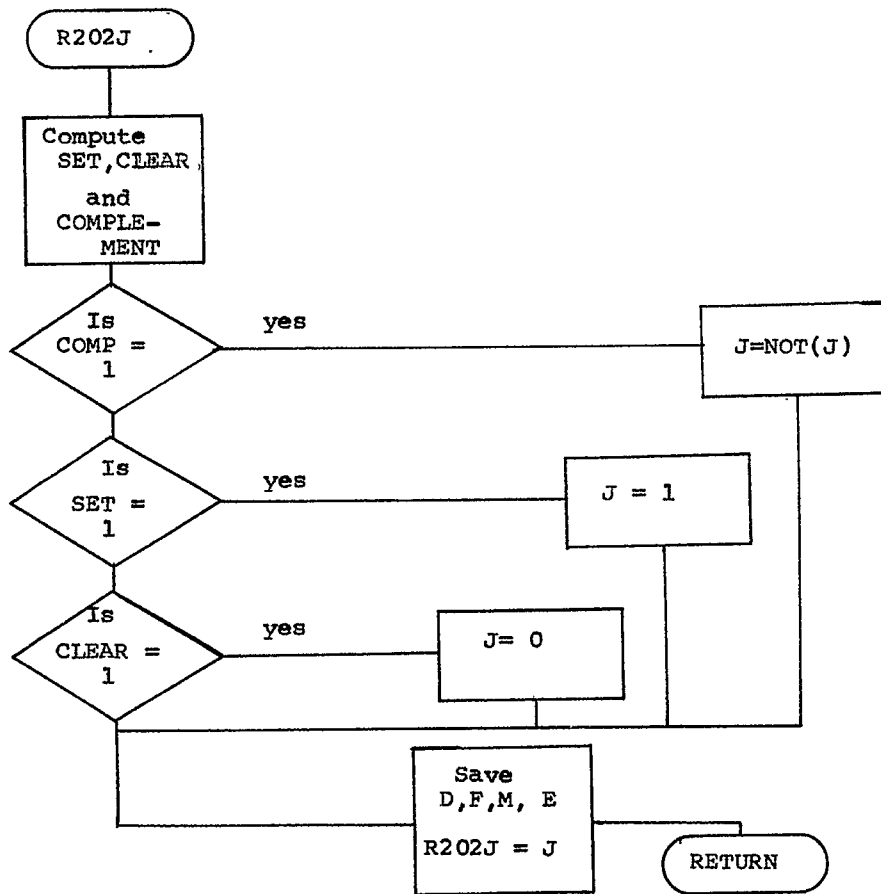 R202J
Compute
SET,CLEAR
and
COMPLE-
MENT
Is
COMP =
1
yes
J=NOT(J)
Is
SET =
1
yes
J = 1
Is
CLEAR =
1
yes
J= 0
Save
D,F,M, E
R202J = J
RETURN